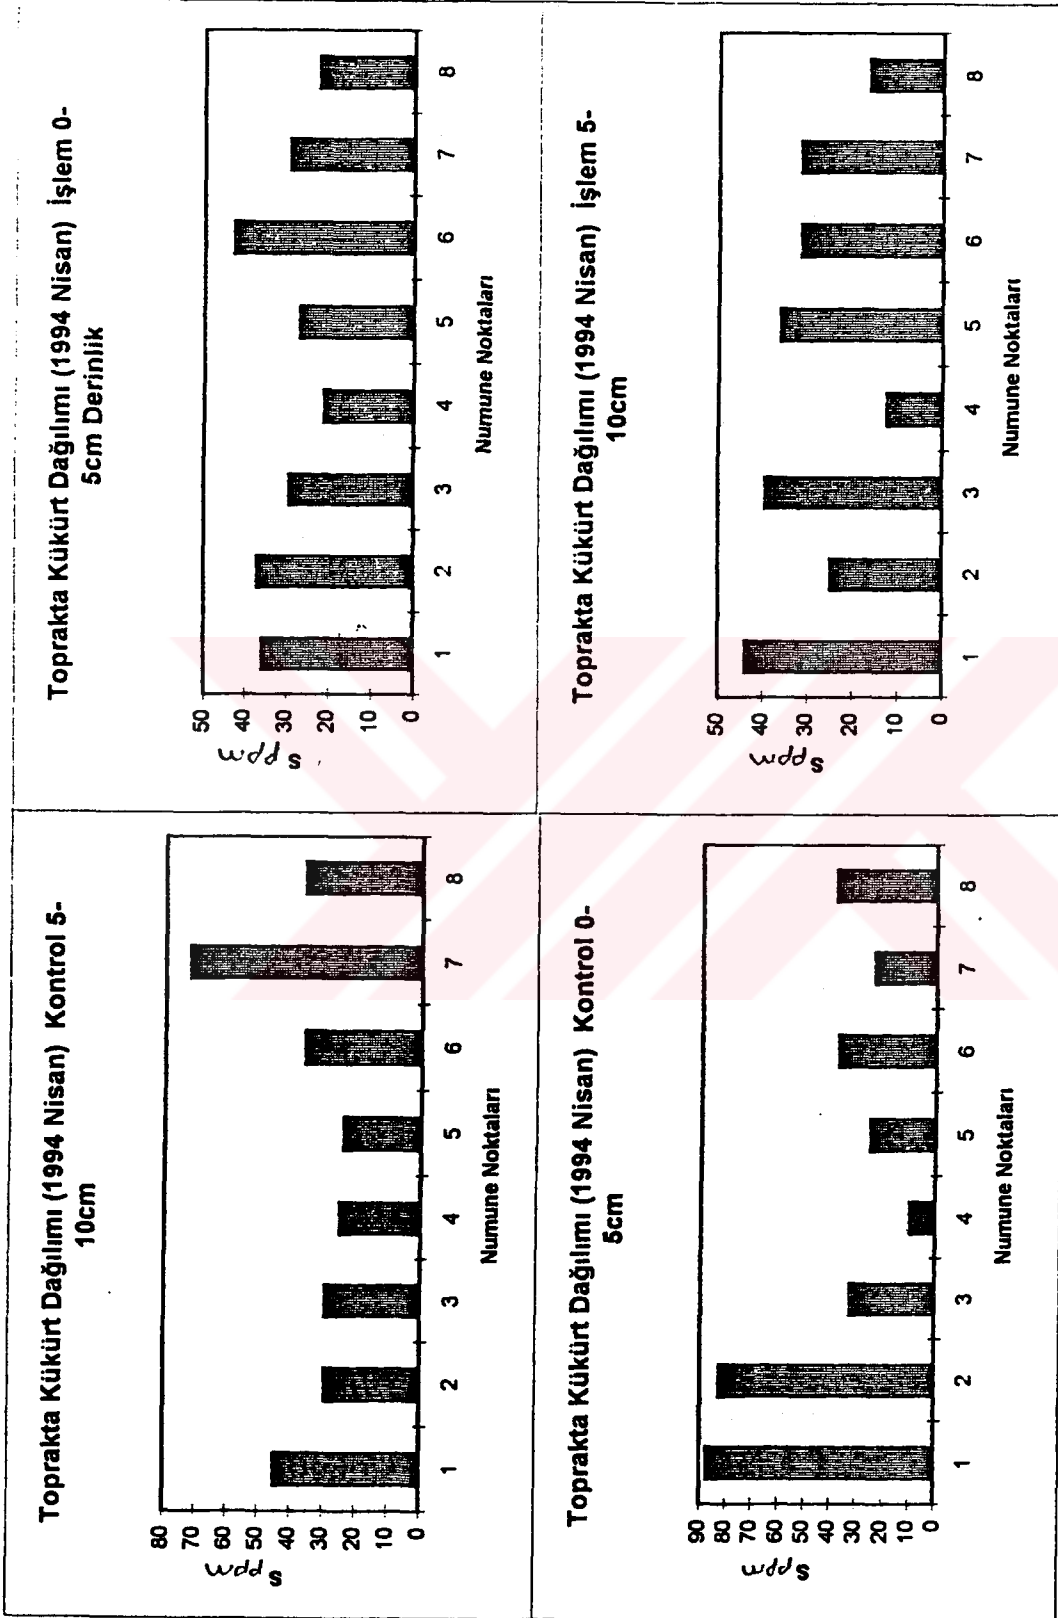 Toprakta Kükürt Dağılımı (1994 Nisan) Kontrol 5-
10cm
80
70
60
50
40
30
20
10
0
S ppm
1 2 3 4 5 6 7 8
Numune Noktaları
Toprakta Kükürt Dağılımı (1994 Nisan) İşlem 0-
5cm Derinlik
50
40
30
20
10
0
S ppm
1 2 3 4 5 6 7 8
Numune Noktaları
Toprakta Kükürt Dağılımı (1994 Nisan) Kontrol 0-
5cm
90
80
70
60
50
40
30
20
10
0
S ppm
1 2 3 4 5 6 7 8
Numune Noktaları
Toprakta Kükürt Dağılımı (1994 Nisan) İşlem 5-
10cm
50
40
30
20
10
0
S ppm
1 2 3 4 5 6 7 8
Numune Noktaları